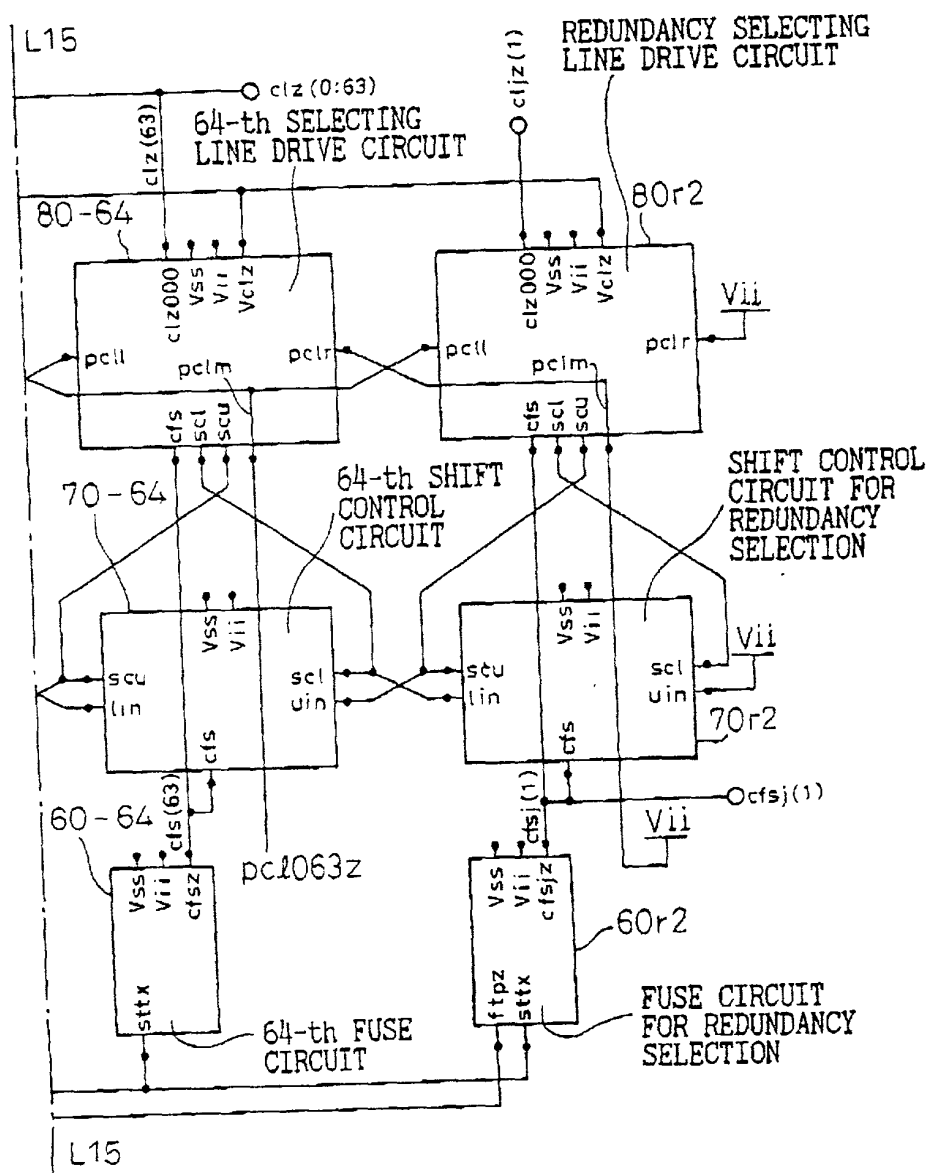 L15
REDUNDANCY SELECTING
LINE DRIVE CIRCUIT
clz(0:63)
cljz(1)
clz(63)
64-th SELECTING
LINE DRIVE CIRCUIT
80-64
80r2
clz000
Vss
Vii
Vclz
clz000
Vss
Vii
Vclz
Vii
pcll
pclr
pcll
pclr
pclm
pclm
cfs
scl
scu
cfs
scl
scu
70-64
64-th SHIFT
CONTROL
CIRCUIT
SHIFT CONTROL
CIRCUIT FOR
REDUNDANCY
SELECTION
Vss
Vii
Vss
Vii
Vii
scu
lin
scl
uin
scu
lin
scl
uin
cfs
cfs
70r2
60-64
cfs(63)
cfsj(1)
cfsj(1)
Vii
Vss
Vii
cfsz
pcl063z
Vss
Vii
cfsjz
60r2
sttx
ftpz
sttx
64-th FUSE
CIRCUIT
FUSE CIRCUIT
FOR REDUNDANCY
SELECTION
L15